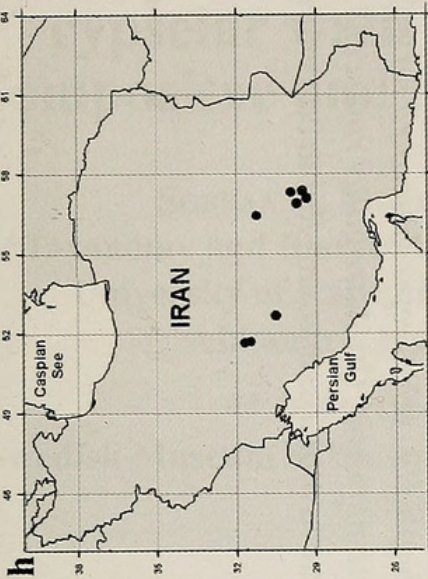 h
46 49 52 55 58 61 64
Caspian
See
38
35
IRAN
32
Persian
Gulf
29
26